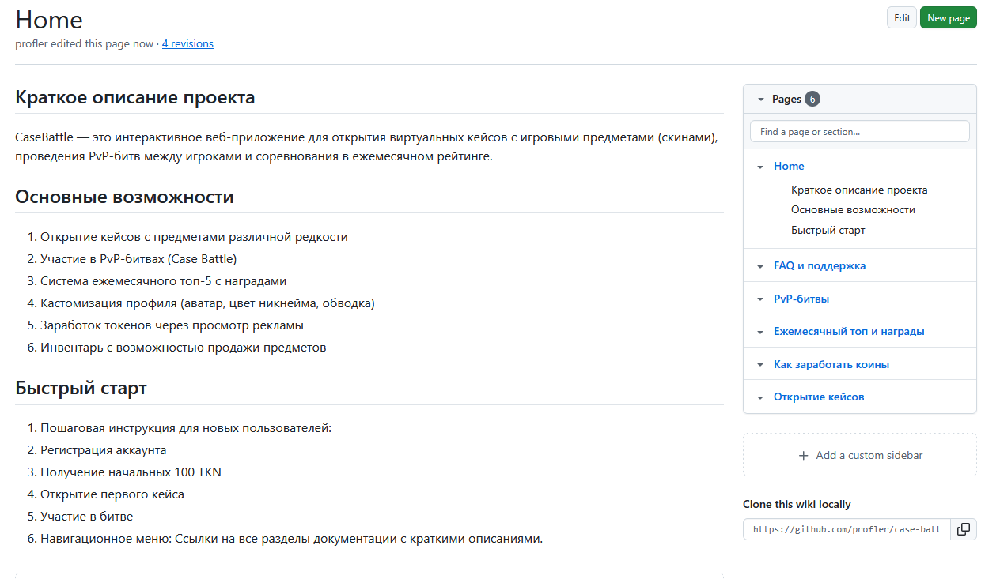 Home
Edit
New page
profler edited this page now · 4 revisions
Краткое описание проекта
CaseBattle — это интерактивное веб-приложение для открытия виртуальных кейсов с игровыми предметами (скинами),
проведения PvP-битв между игроками и соревнования в ежемесячном рейтинге.
Основные возможности
1. Открытие кейсов с предметами различной редкости
2. Участие в PvP-битвах (Case Battle)
3. Система ежемесячного топ-5 с наградами
4. Кастомизация профиля (аватар, цвет никнейма, обводка)
5. Заработок токенов через просмотр рекламы
6. Инвентарь с возможностью продажи предметов
Быстрый старт
1. Пошаговая инструкция для новых пользователей:
2. Регистрация аккаунта
3. Получение начальных 100 TKN
4. Открытие первого кейса
5. Участие в битве
6. Навигационное меню: Ссылки на все разделы документации с краткими описаниями.
Pages 6
Find a page or section...
Home
Краткое описание проекта
Основные возможности
Быстрый старт
FAQ и поддержка
PvP-битвы
Ежемесячный топ и награды
Как заработать коины
Открытие кейсов
+ Add a custom sidebar
Clone this wiki locally
https://github.com/profler/case-batt